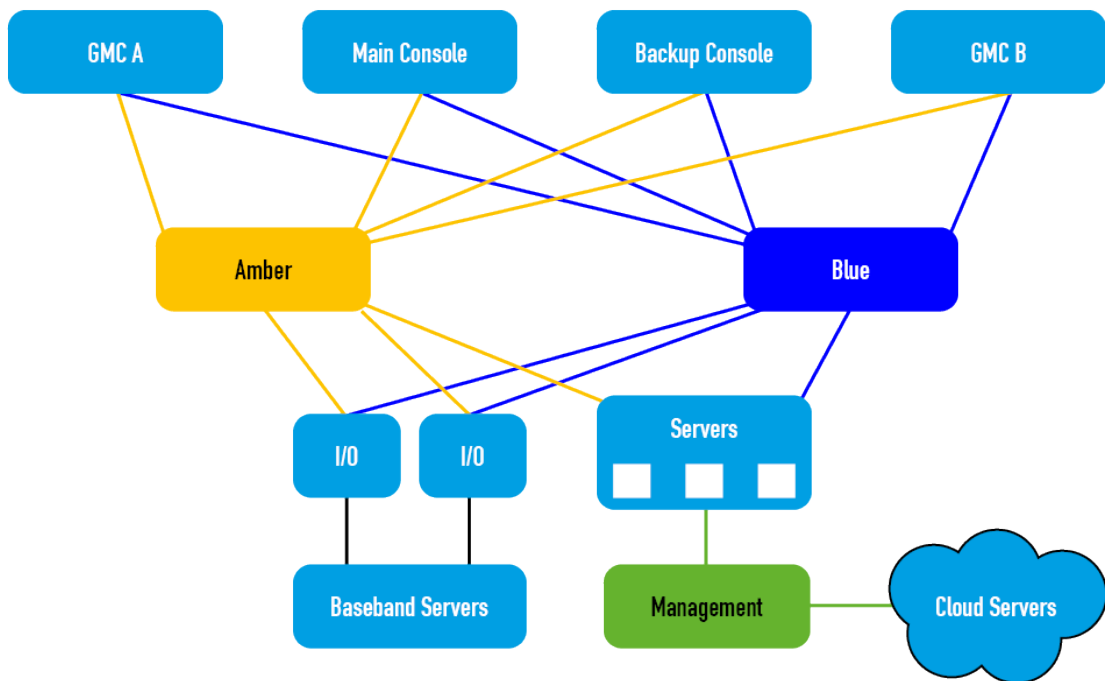 GMC A
Main Console
Backup Console
GMC B
Amber
Blue
I/O
I/O
Servers
Baseband Servers
Management
Cloud Servers